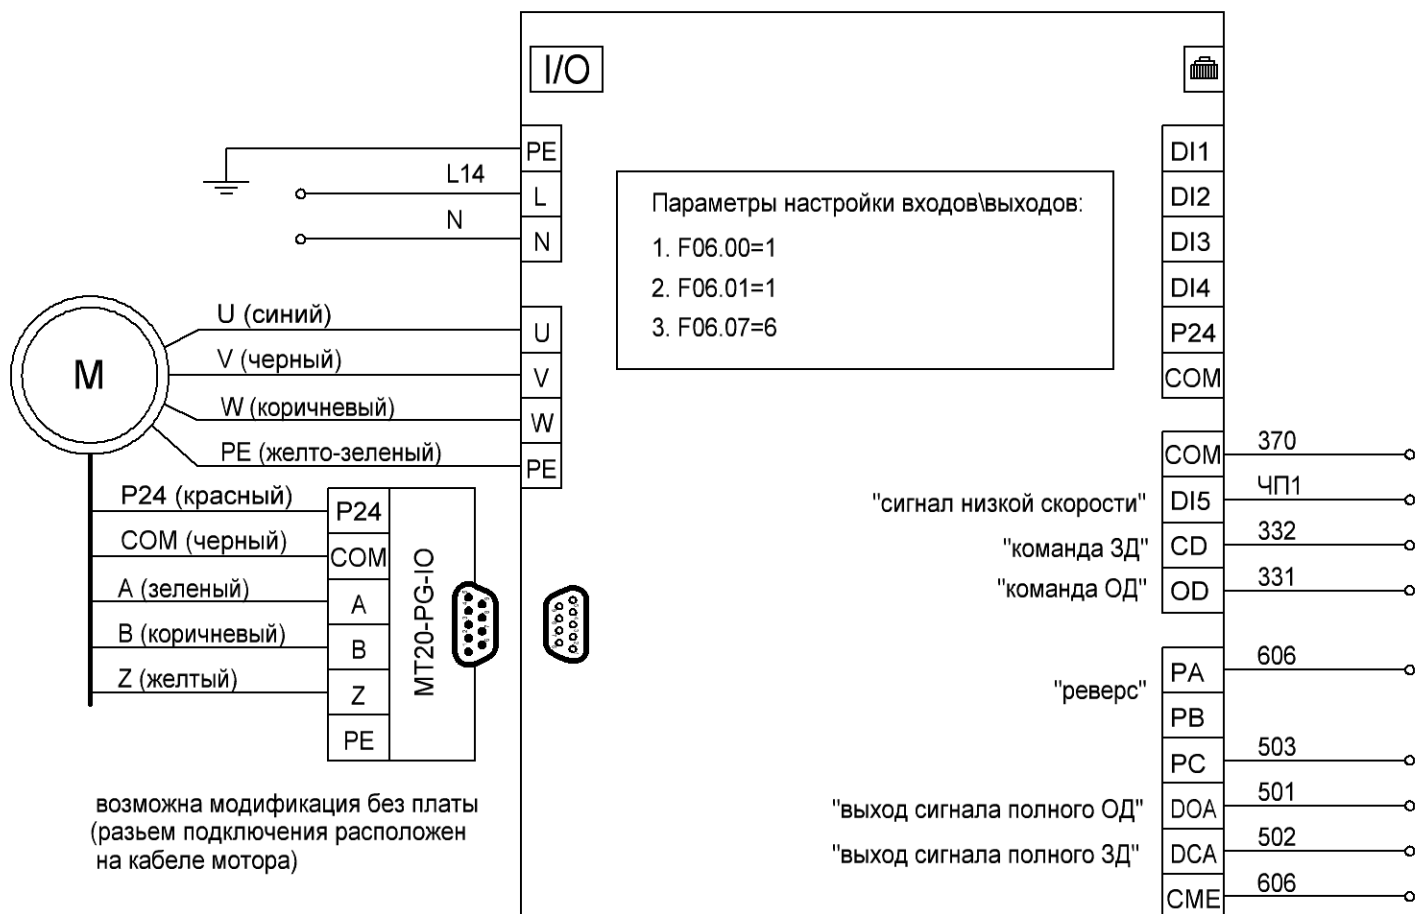 I/O
PE
L14
L
N
N
Параметры настройки входов\выходов:
1. F06.00=1
2. F06.01=1
3. F06.07=6
DI1
DI2
DI3
DI4
P24
COM
M
U (синий)
U
V (черный)
V
W (коричневый)
W
PE (желто-зеленый)
PE
P24 (красный)
P24
COM (черный)
COM
A (зеленый)
A
B (коричневый)
B
Z (желтый)
Z
PE
MT20-PG-IO
возможна модификация без платы
(разьем подключения расположен
на кабеле мотора)
COM
370
"сигнал низкой скорости"
DI5
ЧП1
"команда ЗД"
CD
332
"команда ОД"
OD
331
PA
606
"реверс"
PB
PC
503
"выход сигнала полного ОД"
DOA
501
"выход сигнала полного ЗД"
DCA
502
CME
606